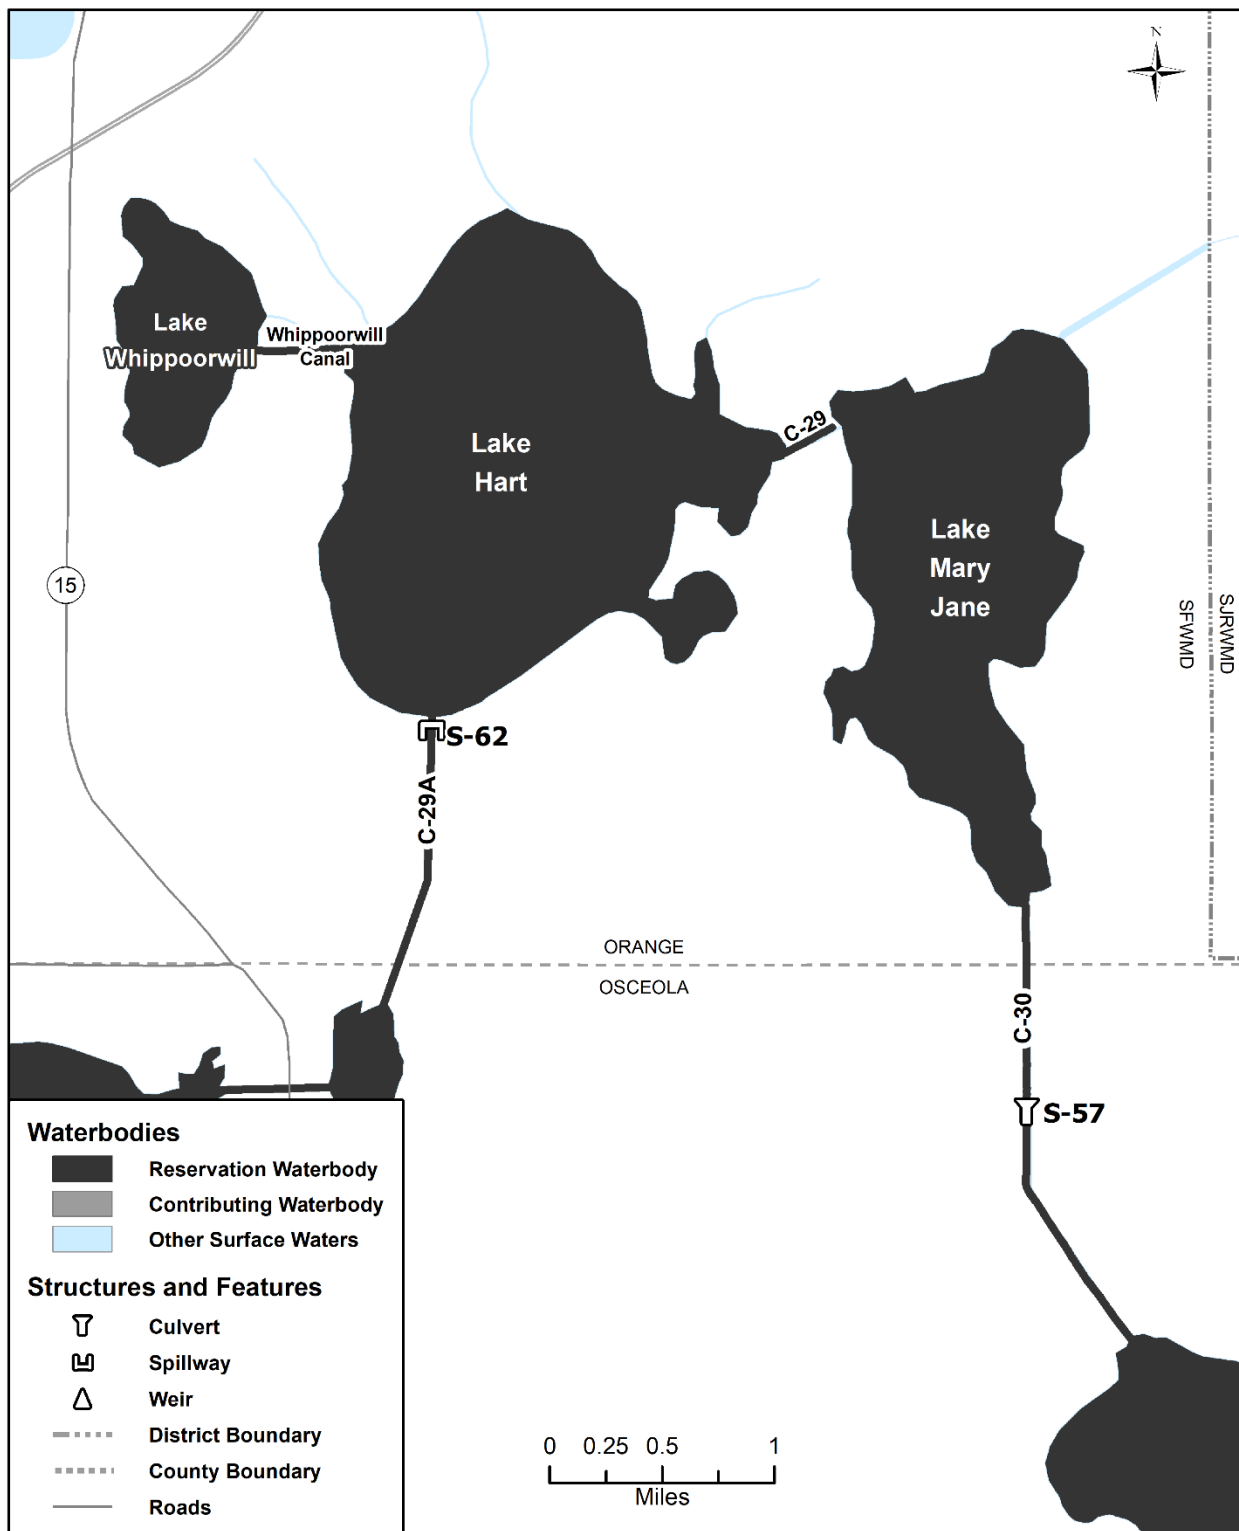 N
Lake
Whippoorwill
Whippoorwill
Canal
C-29
Lake
Hart
Lake
Mary
Jane
15
SFWMD
SJRWMD
S-62
C-29A
ORANGE
OSCEOLA
C-30
S-57
Waterbodies
Reservation Waterbody
Contributing Waterbody
Other Surface Waters
Structures and Features
Culvert
Spillway
Weir
District Boundary
County Boundary
Roads
0 0.25 0.5 1
Miles